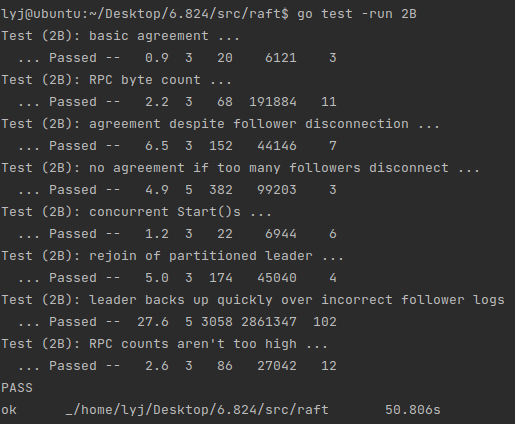 lyj@ubuntu:~/Desktop/6.824/src/raft$ go test -run 2B
Test (2B): basic agreement ...
  ... Passed --   0.9  3   20    6121    3
Test (2B): RPC byte count ...
  ... Passed --   2.2  3   68  191884   11
Test (2B): agreement despite follower disconnection ...
  ... Passed --   6.5  3  152   44146    7
Test (2B): no agreement if too many followers disconnect ...
  ... Passed --   4.9  5  382   99203    3
Test (2B): concurrent Start()s ...
  ... Passed --   1.2  3   22    6944    6
Test (2B): rejoin of partitioned leader ...
  ... Passed --   5.0  3  174   45040    4
Test (2B): leader backs up quickly over incorrect follower logs
  ... Passed --  27.6  5 3058 2861347  102
Test (2B): RPC counts aren't too high ...
  ... Passed --   2.6  3   86   27042   12
PASS
ok      _/home/lyj/Desktop/6.824/src/raft       50.806s